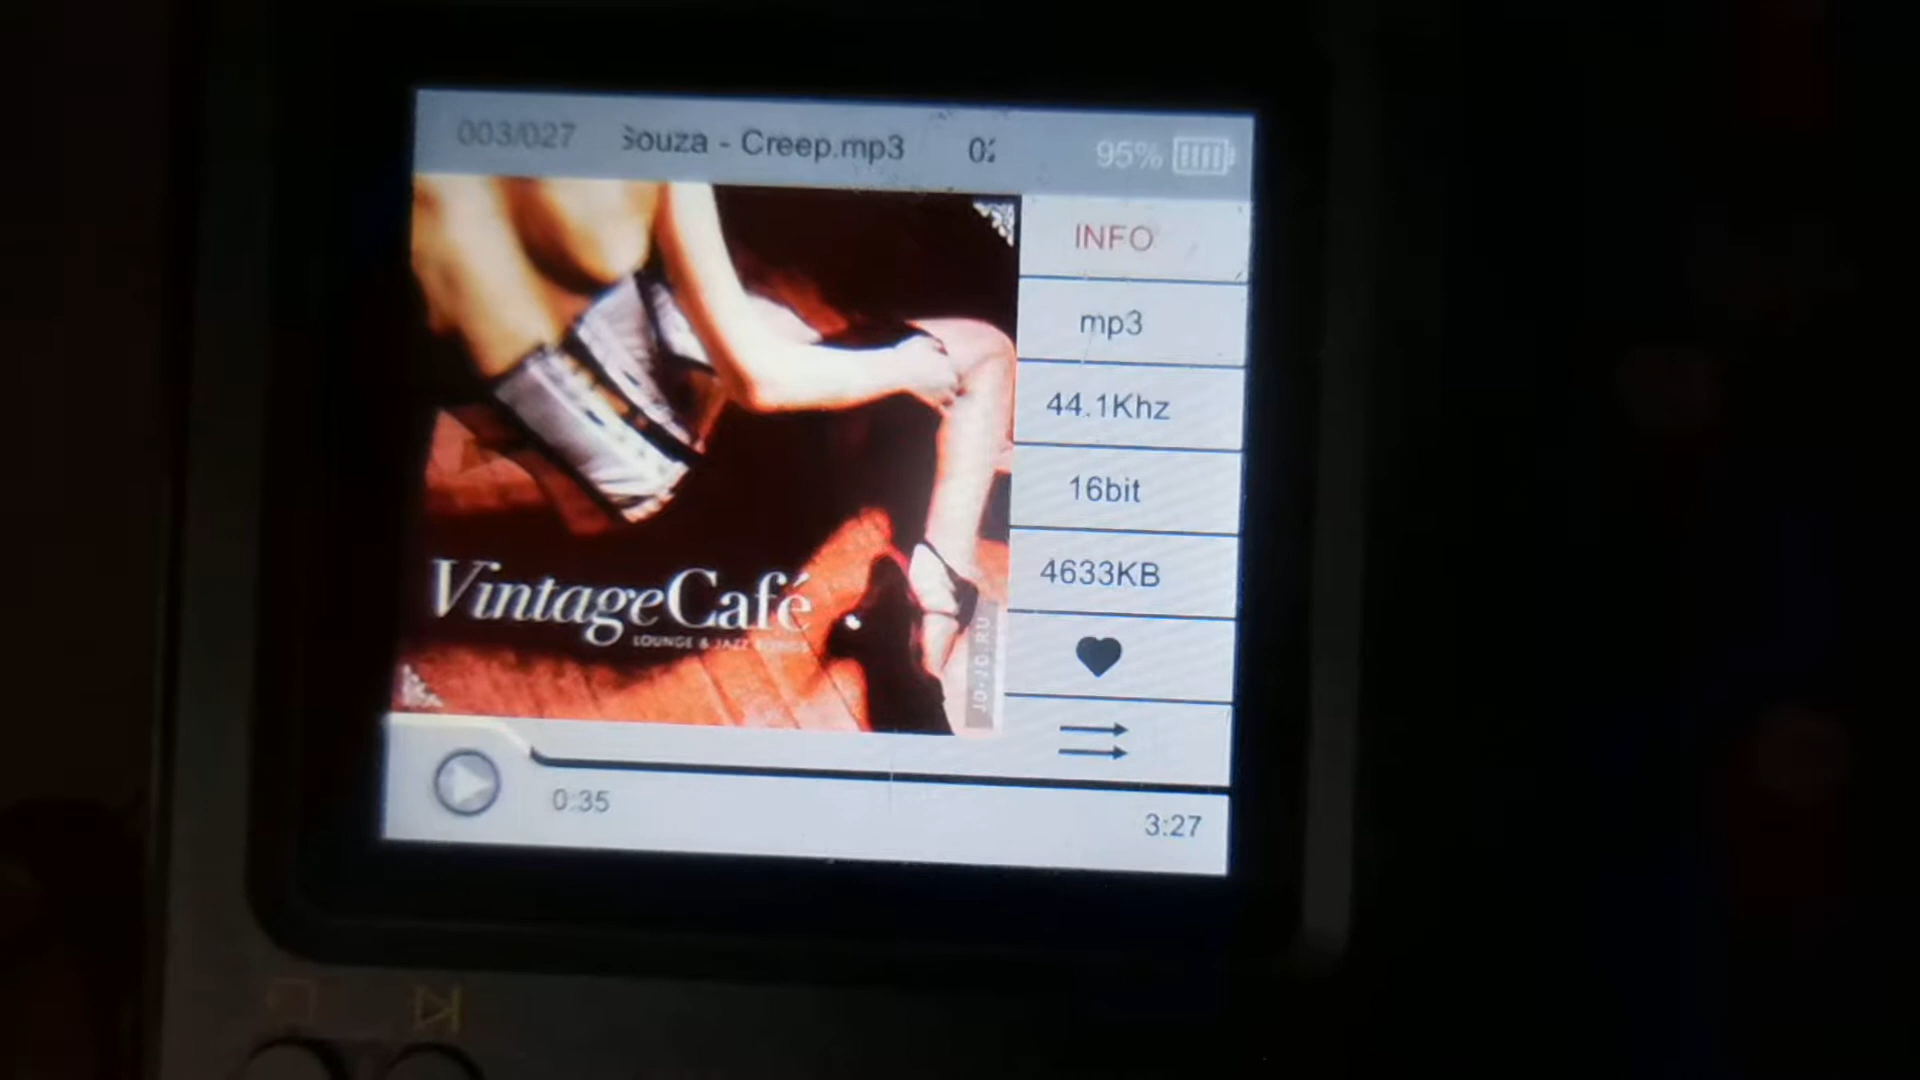 003/027 Souza - Creep.mp3 95%
INFO
mp3
44.1Khz
16bit
4633KB
VintageCafé
LOUNGE & JAZZ
JO-JO.RU
0:35
3:27